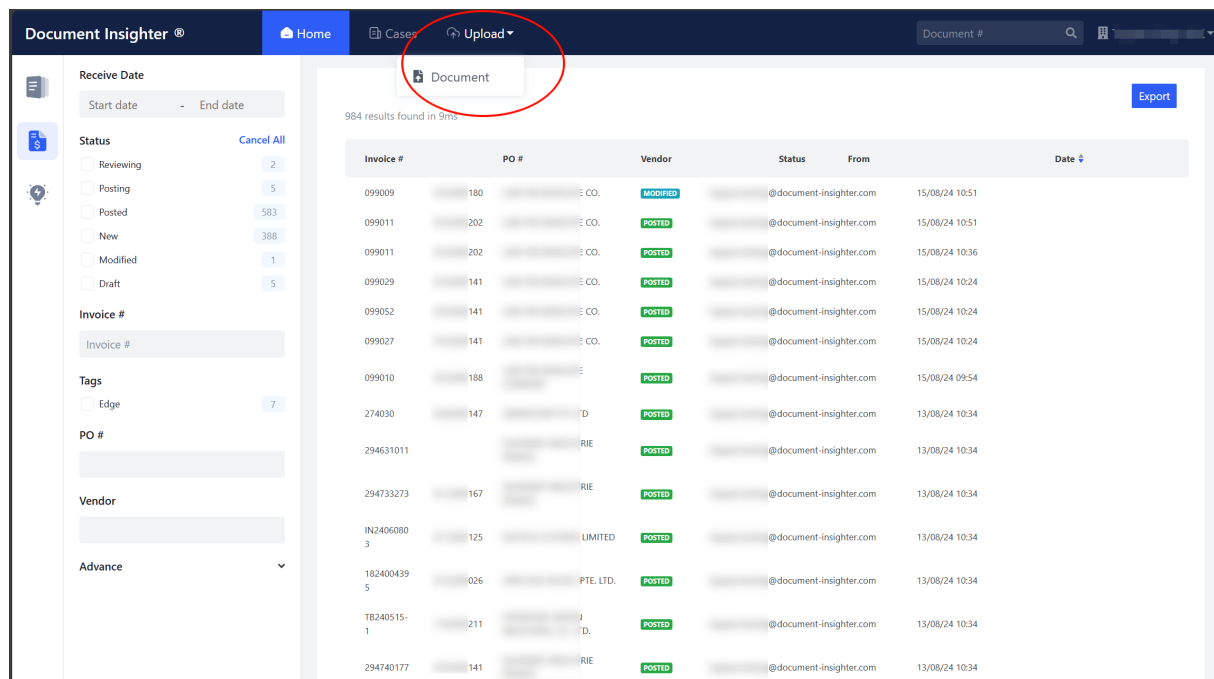 Document Insighter ® Home Cases Upload Document #
Document
Receive Date
Start date - End date
Export
984 results found in 9ms
Status Cancel All
Reviewing 2
Posting 5
Posted 583
New 388
Modified 1
Draft 5
Invoice #
Invoice #
Tags
Edge 7
PO #
Vendor
Advance
Invoice # PO # Vendor Status From Date
099009 180 E CO. MODIFIED @document-insighter.com 15/08/24 10:51
099011 202 E CO. POSTED @document-insighter.com 15/08/24 10:51
099011 202 E CO. POSTED @document-insighter.com 15/08/24 10:36
099029 141 E CO. POSTED @document-insighter.com 15/08/24 10:24
099052 141 E CO. POSTED @document-insighter.com 15/08/24 10:24
099027 141 E CO. POSTED @document-insighter.com 15/08/24 10:24
099010 188 POSTED @document-insighter.com 15/08/24 09:54
274030 147 TD POSTED @document-insighter.com 13/08/24 10:34
294631011 RIE POSTED @document-insighter.com 13/08/24 10:34
294733273 167 RIE POSTED @document-insighter.com 13/08/24 10:34
IN2406080
3 125 LIMITED POSTED @document-insighter.com 13/08/24 10:34
182400439
5 026 PTE. LTD. POSTED @document-insighter.com 13/08/24 10:34
TB240515-
1 211 TD. POSTED @document-insighter.com 13/08/24 10:34
294740177 141 RIE POSTED @document-insighter.com 13/08/24 10:34